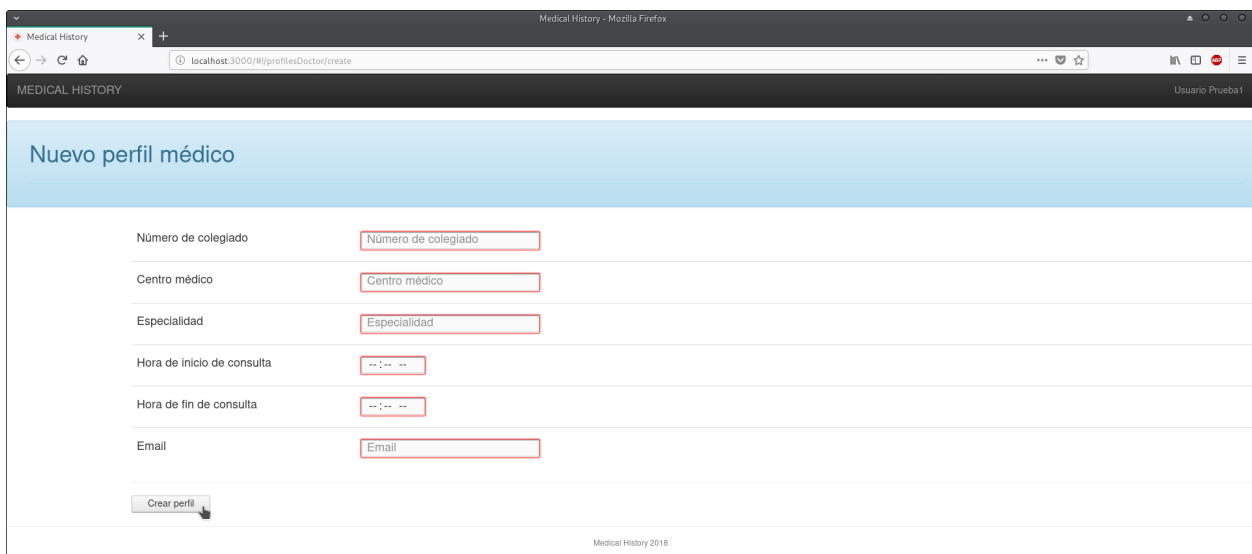 Medical History - Mozilla Firefox
Medical History
localhost:3000/#!/profilesDoctor/create
ABP
MEDICAL HISTORY Usuario Prueba1
Nuevo perfil médico
Número de colegiado Número de colegiado
Centro médico Centro médico
Especialidad Especialidad
Hora de inicio de consulta --:-- --
Hora de fin de consulta --:-- --
Email Email
Crear perfil
Medical History 2018